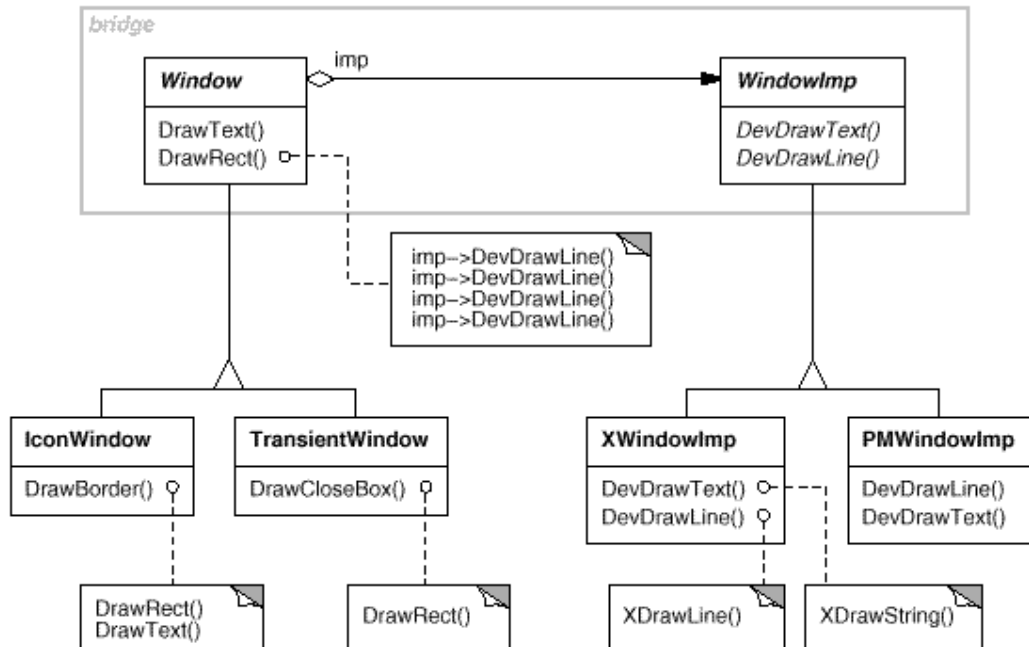 bridge
Window
imp
WindowImp
DrawText()
DrawRect()
DevDrawText()
DevDrawLine()
imp->DevDrawLine()
imp->DevDrawLine()
imp->DevDrawLine()
imp->DevDrawLine()
IconWindow
DrawBorder()
TransientWindow
DrawCloseBox()
XWindowImp
DevDrawText()
DevDrawLine()
PMWindowImp
DevDrawLine()
DevDrawText()
DrawRect()
DrawText()
DrawRect()
XDrawLine()
XDrawString()